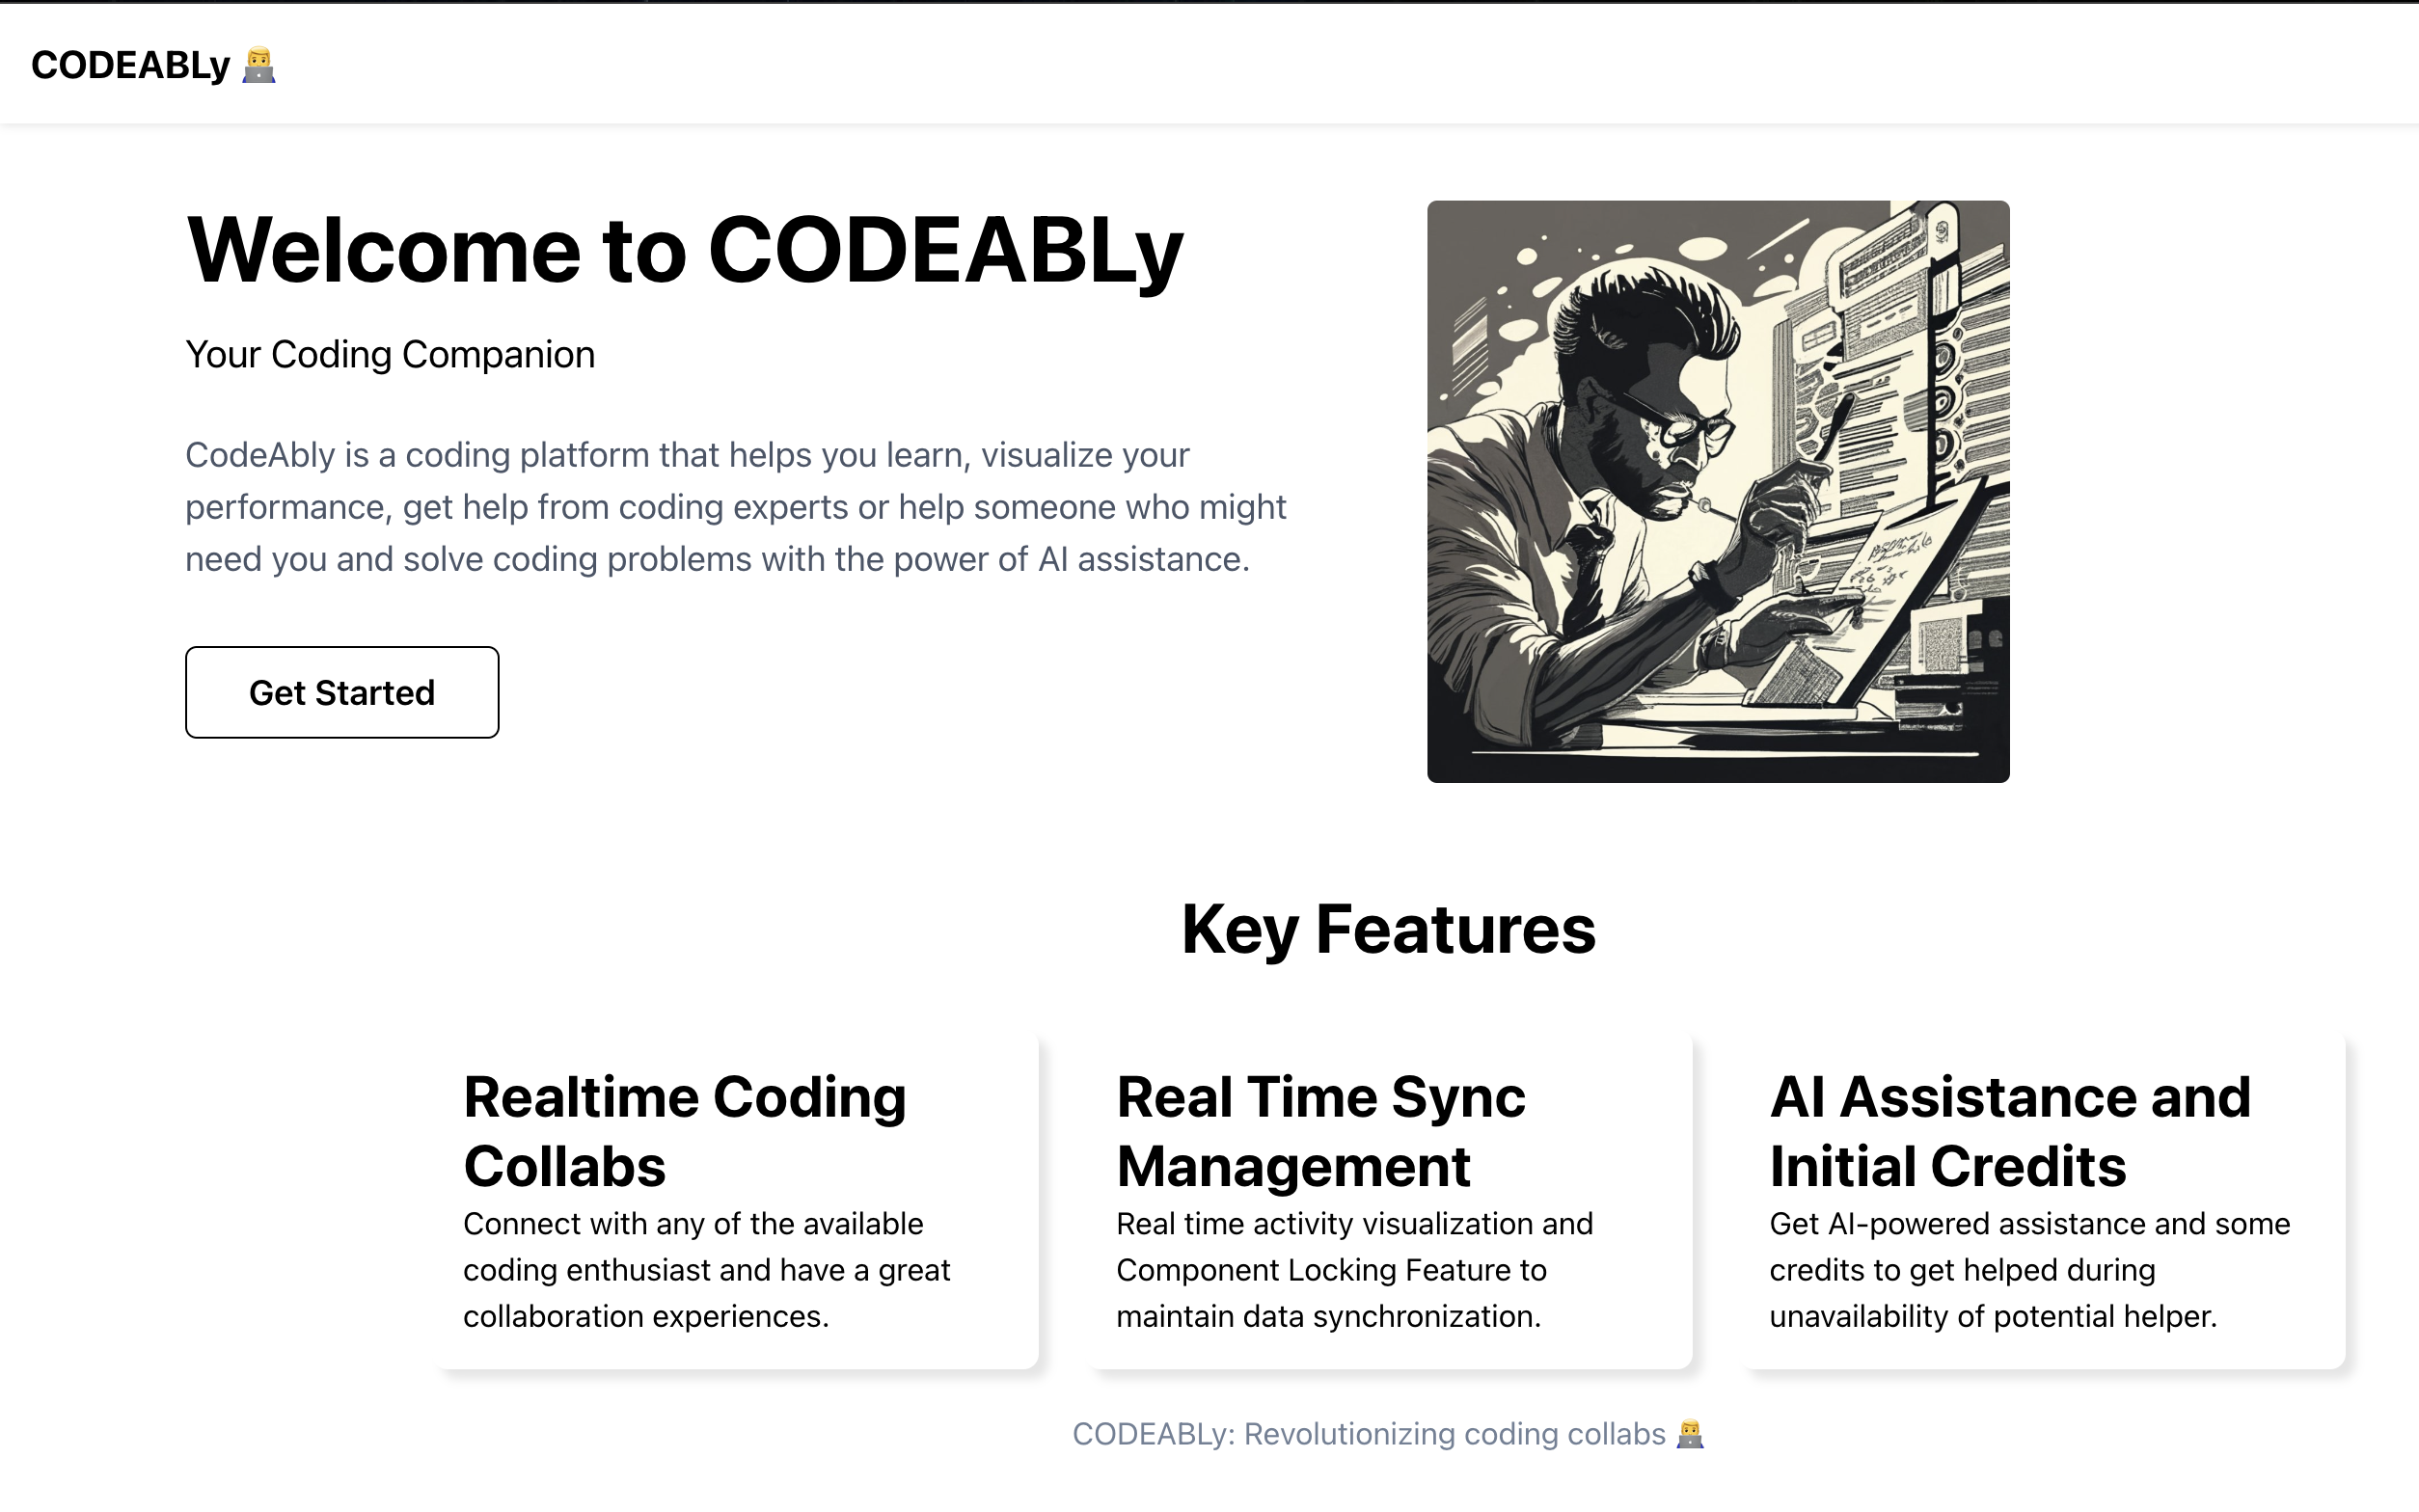 CODEABLy 👨‍💻
Welcome to CODEABLy
Your Coding Companion
CodeAbly is a coding platform that helps you learn, visualize your
performance, get help from coding experts or help someone who might
need you and solve coding problems with the power of AI assistance.
Get Started
Key Features
Realtime Coding
Collabs
Connect with any of the available
coding enthusiast and have a great
collaboration experiences.
Real Time Sync
Management
Real time activity visualization and
Component Locking Feature to
maintain data synchronization.
AI Assistance and
Initial Credits
Get AI-powered assistance and some
credits to get helped during
unavailability of potential helper.
CODEABLy: Revolutionizing coding collabs 👨‍💻